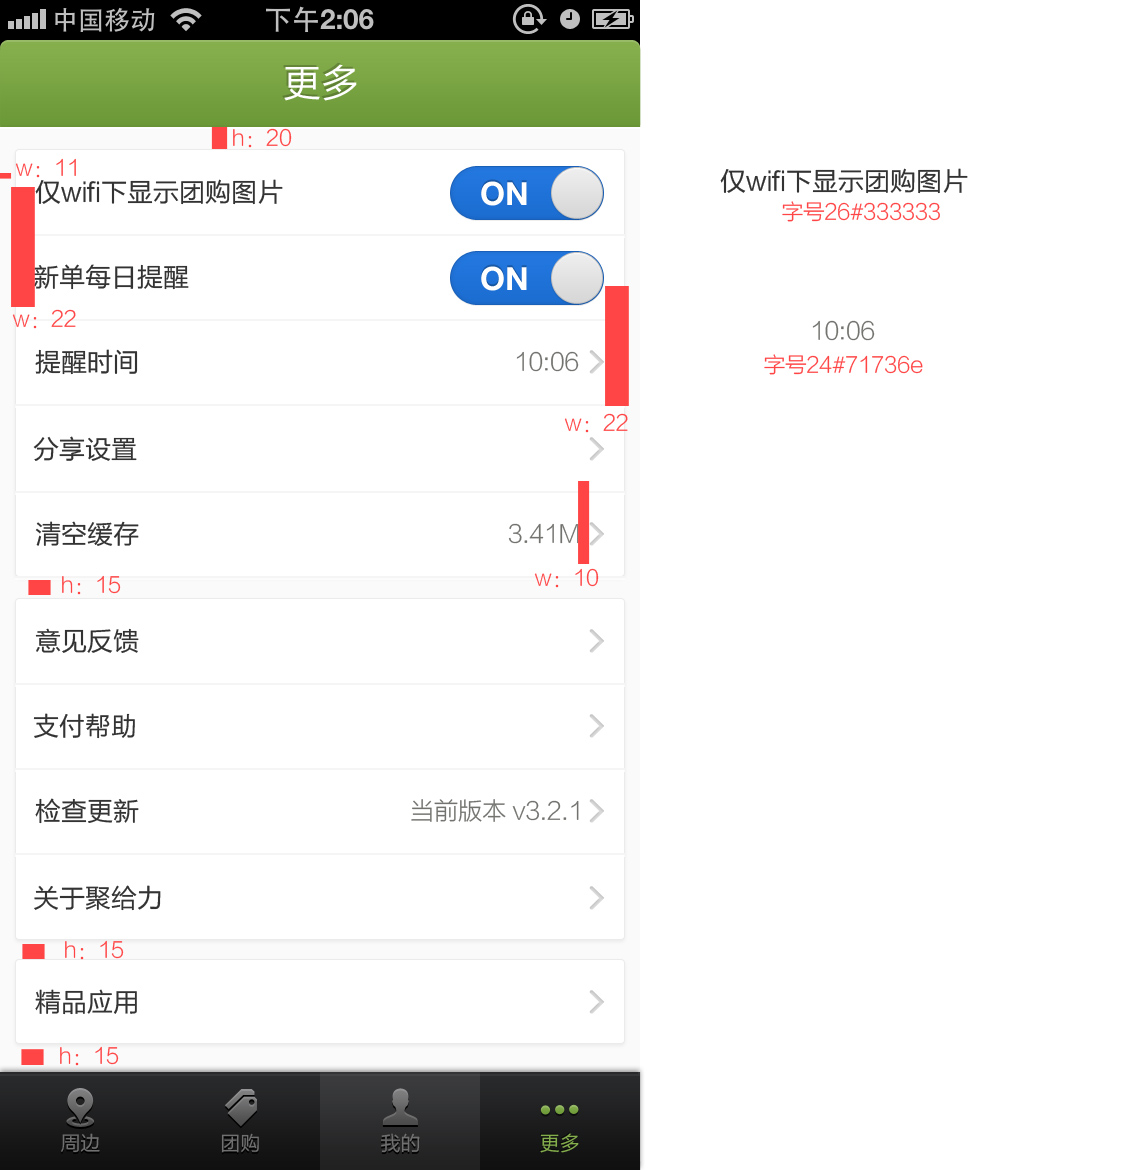 中国移动 下午2:06
更多
h: 20
w: 11
仅wifi下显示团购图片 ON
仅wifi下显示团购图片
字号26#333333
新单每日提醒 ON
w: 22
10:06
字号24#71736e
提醒时间 10:06
w: 22
分享设置
清空缓存 3.41M
w: 10
h: 15
意见反馈
支付帮助
检查更新 当前版本 v3.2.1
关于聚给力
h: 15
精品应用
h: 15
周边 团购 我的 更多